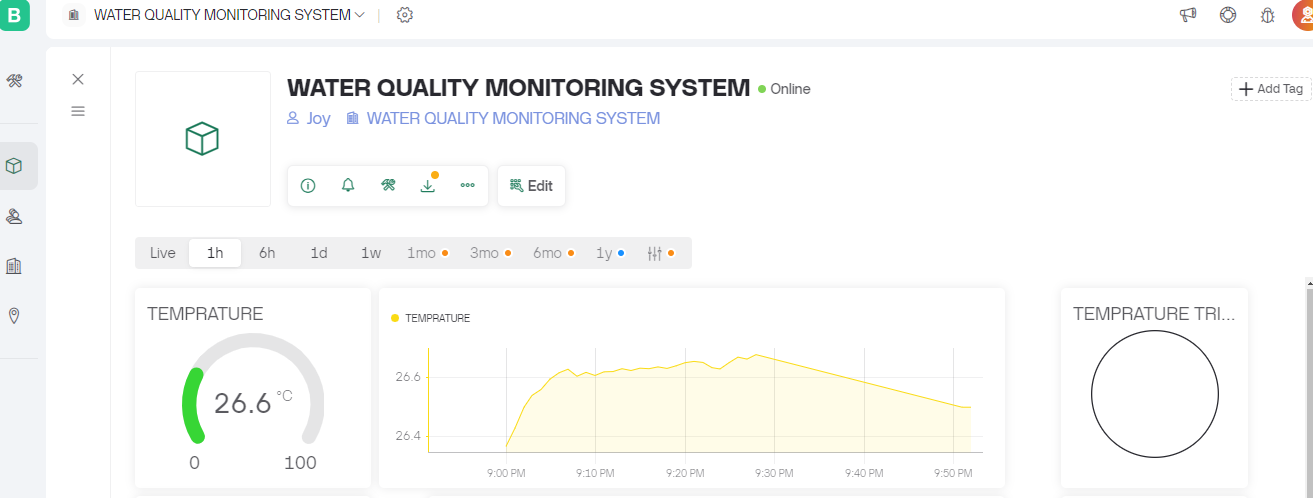 B
WATER QUALITY MONITORING SYSTEM
WATER QUALITY MONITORING SYSTEM
Online
Add Tag
Joy WATER QUALITY MONITORING SYSTEM
Edit
Live 1h 6h 1d 1w 1mo 3mo 6mo 1y
TEMPRATURE
26.6 °C
0 100
TEMPRATURE
26.6
26.4
9:00 PM 9:10 PM 9:20 PM 9:30 PM 9:40 PM 9:50 PM
TEMPRATURE TRI...